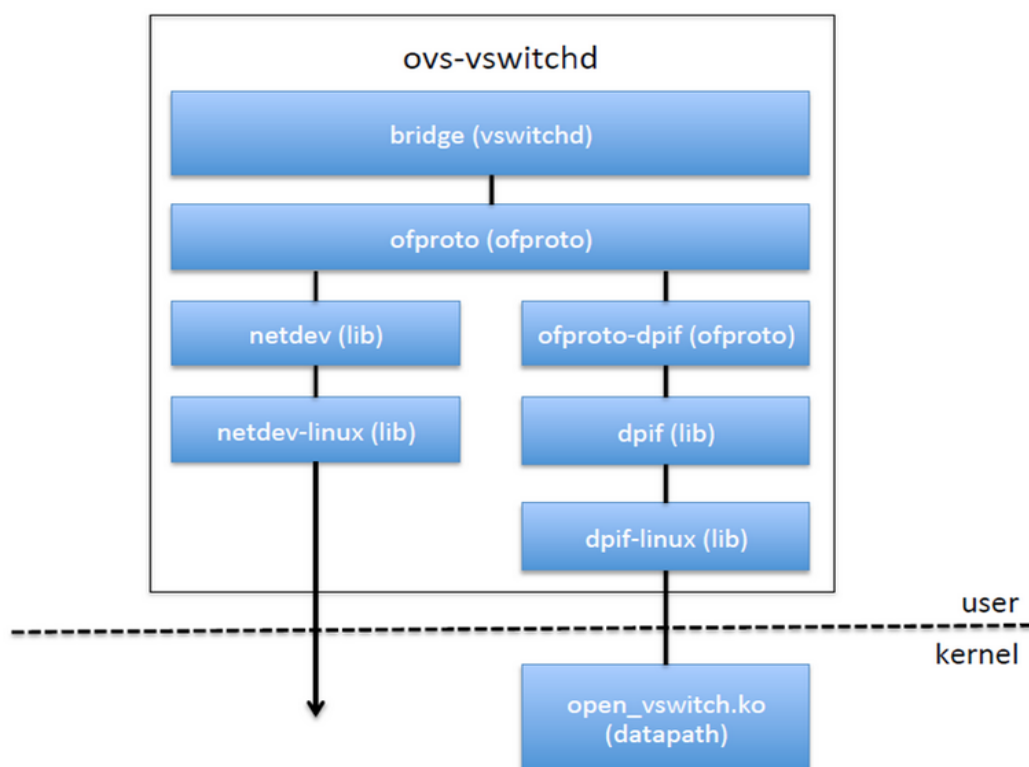 ovs-vswitchd
bridge (vswitchd)
ofproto (ofproto)
netdev (lib)
ofproto-dpif (ofproto)
netdev-linux (lib)
dpif (lib)
dpif-linux (lib)
user
kernel
open_vswitch.ko
(datapath)